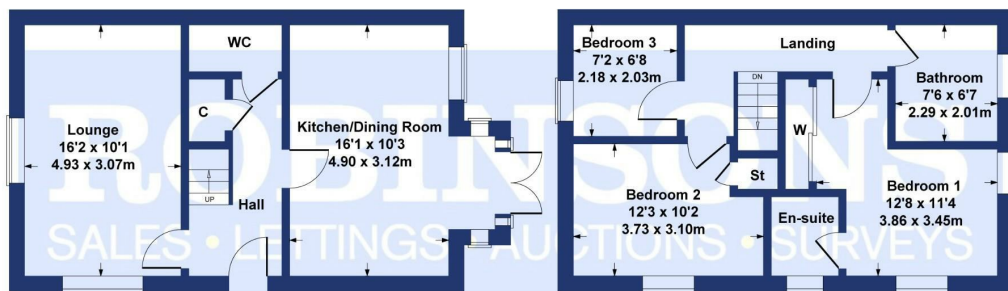 WC
C
Lounge
16'2 x 10'1
4.93 x 3.07m
Kitchen/Dining Room
16'1 x 10'3
4.90 x 3.12m
UP
Hall
Bedroom 3
7'2 x 6'8
2.18 x 2.03m
Landing
DN
Bathroom
7'6 x 6'7
2.29 x 2.01m
W
St
Bedroom 2
12'3 x 10'2
3.73 x 3.10m
En-suite
Bedroom 1
12'8 x 11'4
3.86 x 3.45m
ROBINSONS
SALES • LETTINGS • AUCTIONS • SURVEYS